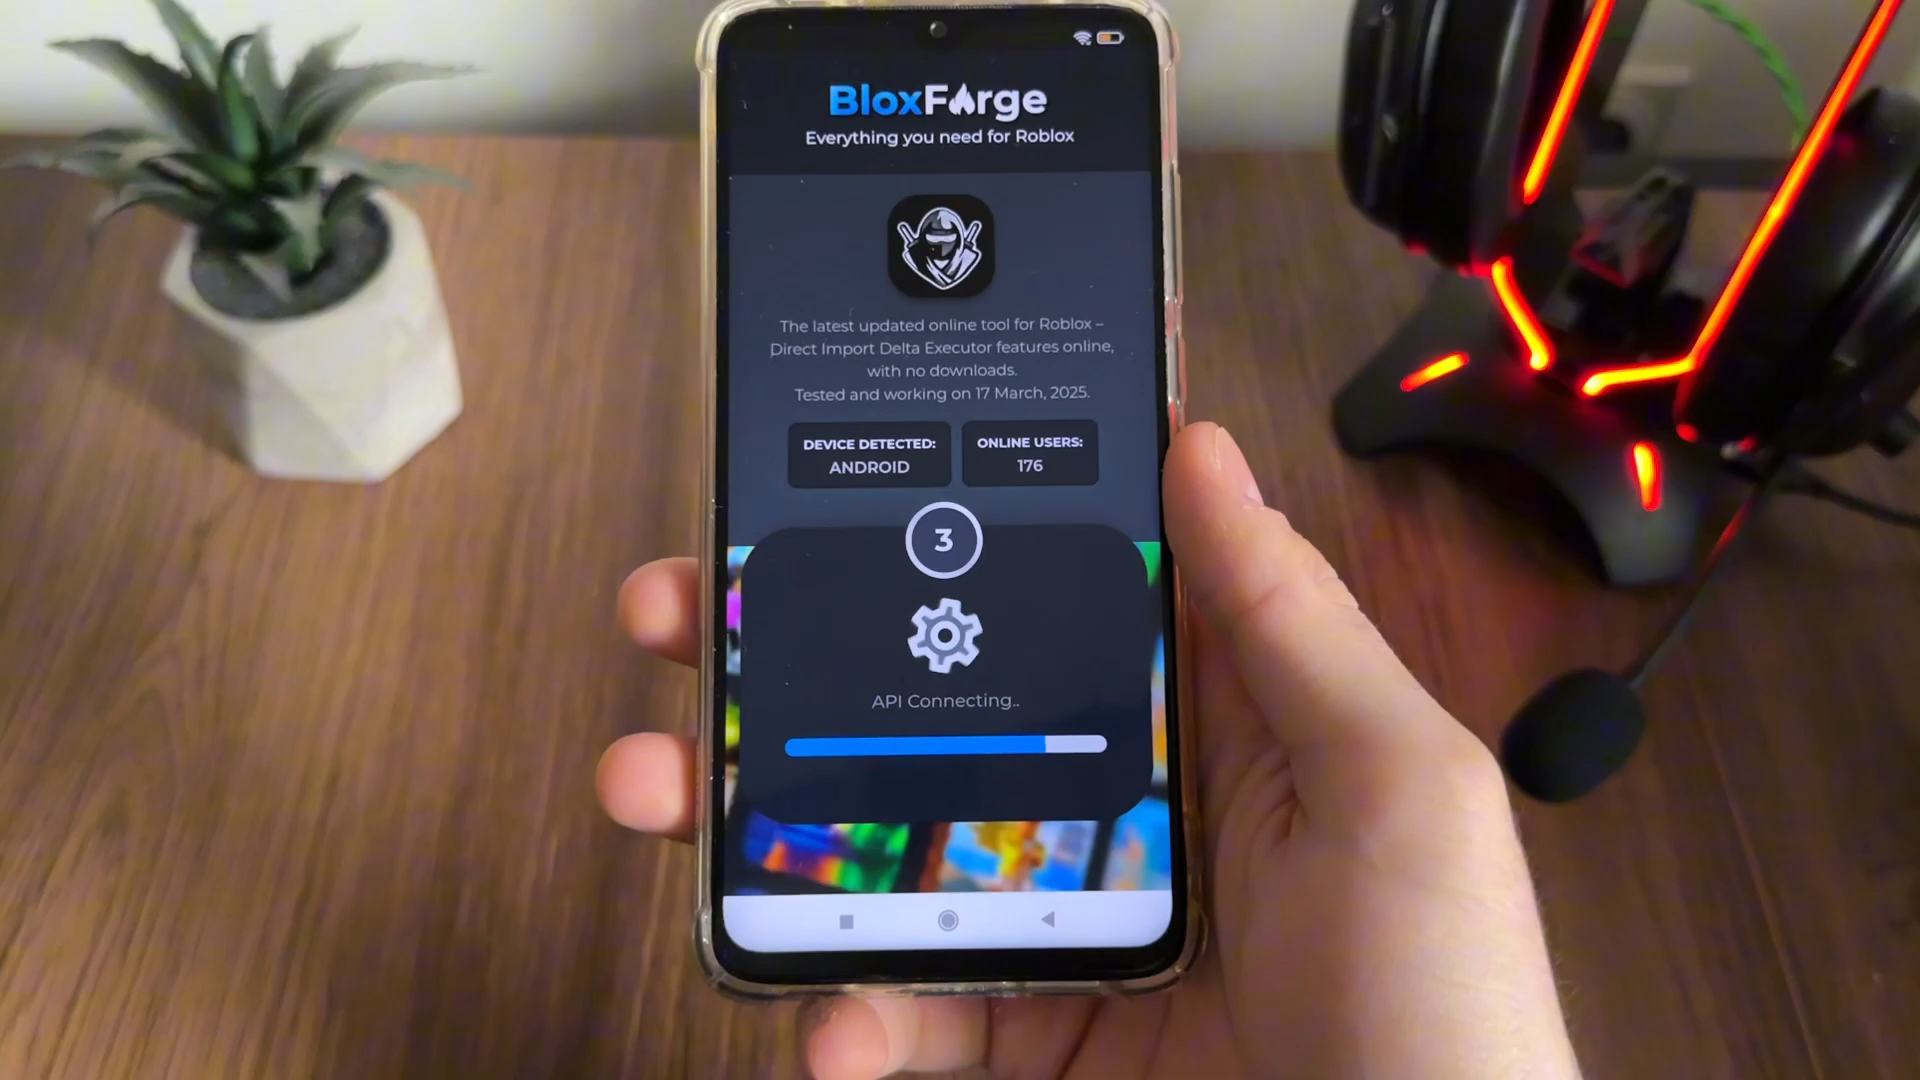 BloxForge
Everything you need for Roblox
The latest updated online tool for Roblox –
Direct Import Delta Executor features online,
with no downloads.
Tested and working on 17 March, 2025.
DEVICE DETECTED:
ANDROID
ONLINE USERS:
176
3
API Connecting..